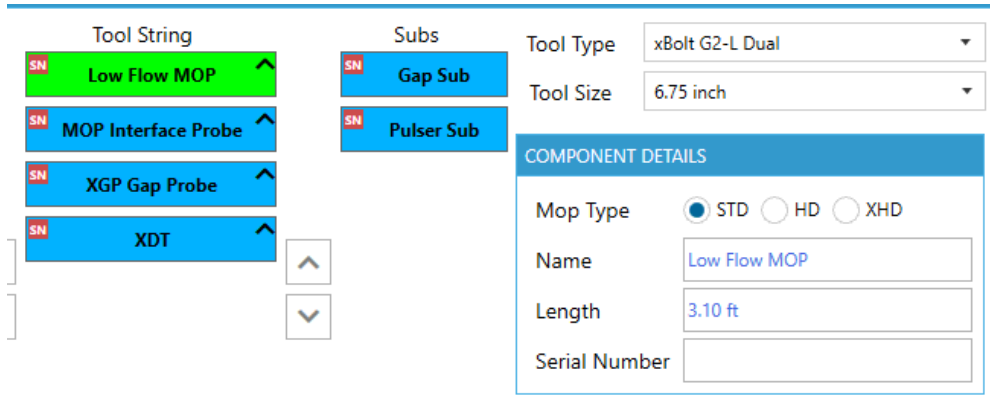 Tool String
SN
Low Flow MOP
SN
MOP Interface Probe
SN
XGP Gap Probe
SN
XDT
Subs
SN
Gap Sub
SN
Pulser Sub
Tool Type xBolt G2-L Dual
Tool Size 6.75 inch
COMPONENT DETAILS
Mop Type STD HD XHD
Name Low Flow MOP
Length 3.10 ft
Serial Number